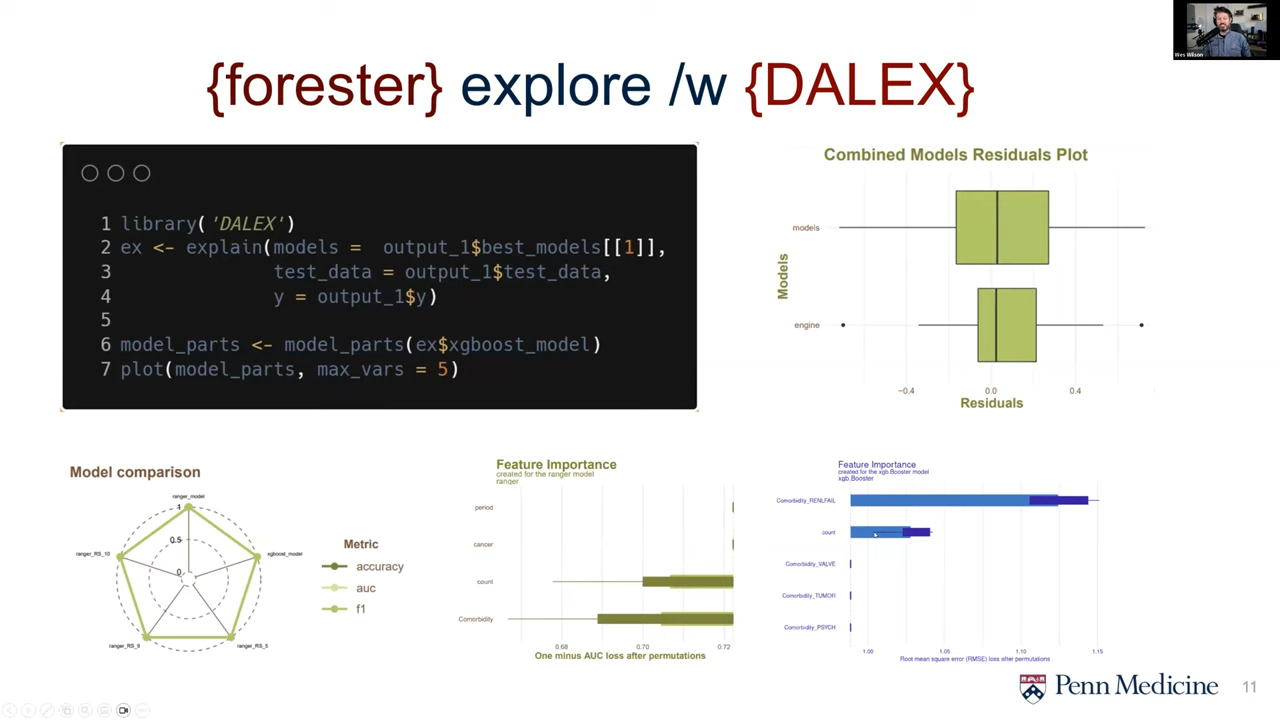 Wes Wilson
{forester} explore /w {DALEX}
1 library('DALEX')
2 ex <- explain(models =  output_1$best_models[[1]],
3 test_data = output_1$test_data,
4 y = output_1$y)
5
6 model_parts <- model_parts(ex$xgboost_model)
7 plot(model_parts, max_vars = 5)
Combined Models Residuals Plot
models
Models
engine
−0.4 0.0 0.4
Residuals
Model comparison
ranger_model
1
ranger_RS_10
0.5
xgboost_model
0
ranger_RS_9
ranger_RS_5
Metric
accuracy
auc
f1
Feature Importance
created for the ranger model
ranger
period
cancer
count
Comorbidity
0.68 0.70 0.72
One minus AUC loss after permutations
Feature Importance
created for the xgb.Booster model
xgb.Booster
Comorbidity_RENLFAIL
count
Comorbidity_VALVE
Comorbidity_TUMOR
Comorbidity_PSYCH
1.00 1.05 1.10 1.15
Root mean square error (RMSE) loss after permutations
Penn Medicine
11